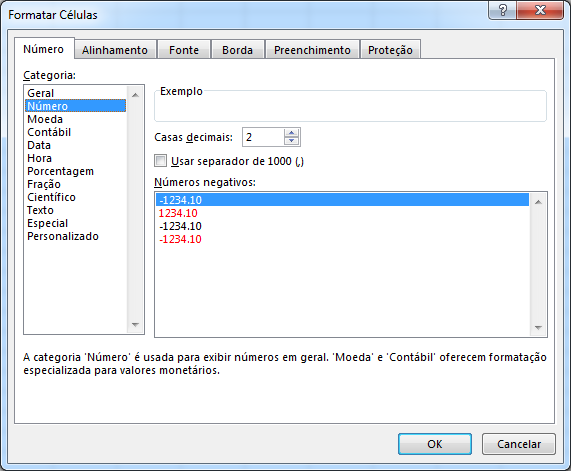 Formatar Células
Número Alinhamento Fonte Borda Preenchimento Proteção
Categoria:
Geral
Número
Moeda
Contábil
Data
Hora
Porcentagem
Fração
Científico
Texto
Especial
Personalizado
Exemplo
Casas decimais: 2
Usar separador de 1000 (,)
Números negativos:
-1234.10
1234.10
-1234.10
-1234.10
A categoria 'Número' é usada para exibir números em geral. 'Moeda' e 'Contábil' oferecem formatação
especializada para valores monetários.
OK Cancelar